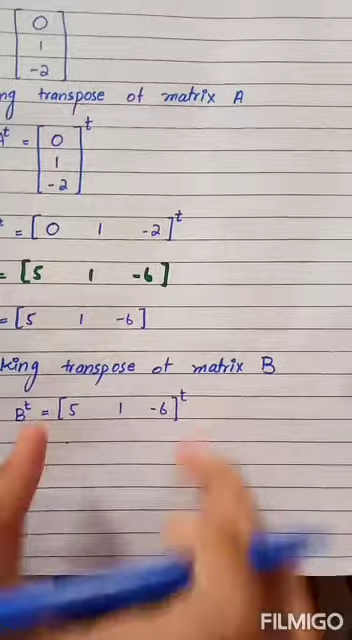 [0
1
-2]
ng transpose of matrix A
Aᵗ = [0
1
-2]ᵗ
ᵗ = [0 1 -2]ᵗ
= [5 1 -6]
= [5 1 -6]
king transpose of matrix B
Bᵗ = [5 1 -6]ᵗ
FILMIGO